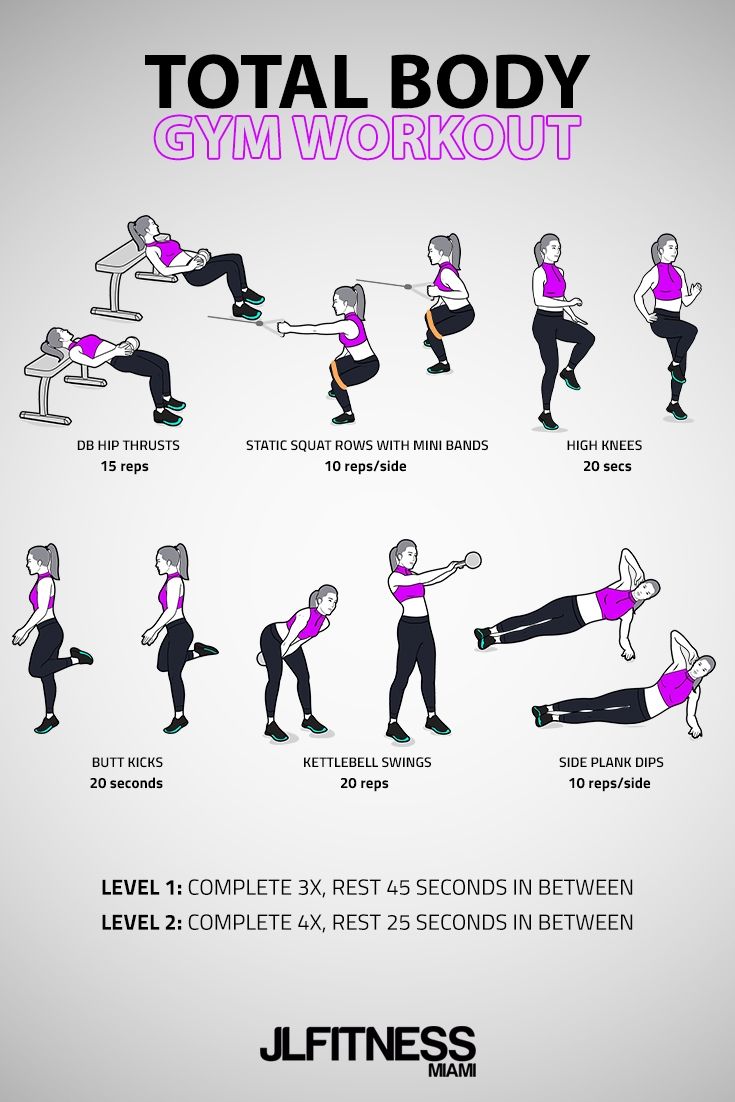 TOTAL BODY
GYM WORKOUT
DB HIP THRUSTS
15 reps
STATIC SQUAT ROWS WITH MINI BANDS
10 reps/side
HIGH KNEES
20 secs
BUTT KICKS
20 seconds
KETTLEBELL SWINGS
20 reps
SIDE PLANK DIPS
10 reps/side
LEVEL 1: COMPLETE 3X, REST 45 SECONDS IN BETWEEN
LEVEL 2: COMPLETE 4X, REST 25 SECONDS IN BETWEEN
JLFITNESS
MIAMI